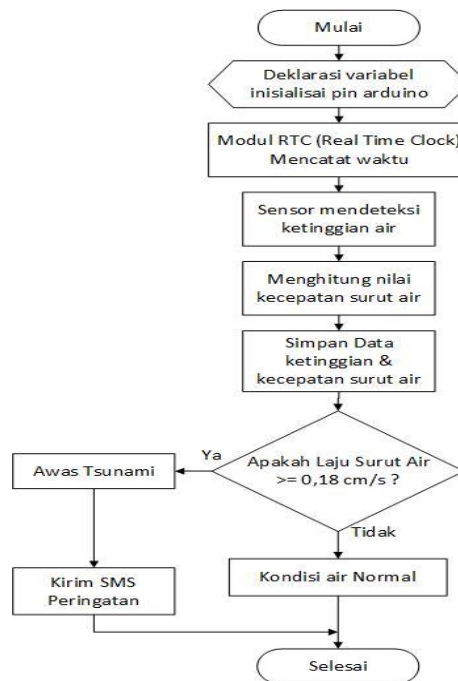 Mulai
Deklarasi variabel
inisialisai pin arduino
Modul RTC (Real Time Clock)
Mencatat waktu
Sensor mendeteksi
ketinggian air
Menghitung nilai
kecepatan surut air
Simpan Data
ketinggian &
kecepatan surut air
Apakah Laju Surut Air
>= 0,18 cm/s ?
Ya
Awas Tsunami
Tidak
Kirim SMS
Peringatan
Kondisi air Normal
Selesai